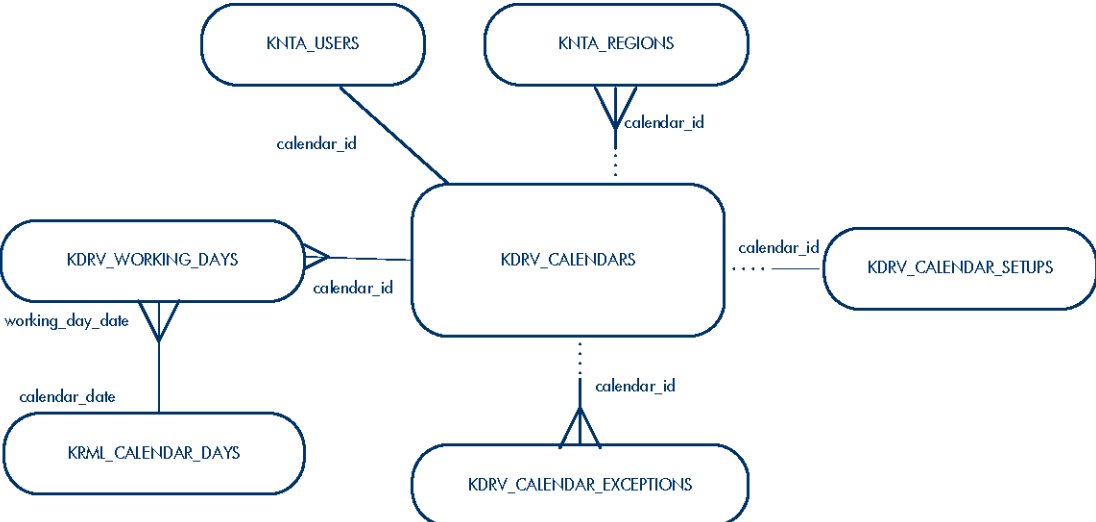 KNTA_USERS
KNTA_REGIONS
calendar_id
calendar_id
KDRV_WORKING_DAYS
KDRV_CALENDARS
calendar_id
KDRV_CALENDAR_SETUPS
calendar_id
working_day_date
calendar_date
calendar_id
KRML_CALENDAR_DAYS
KDRV_CALENDAR_EXCEPTIONS